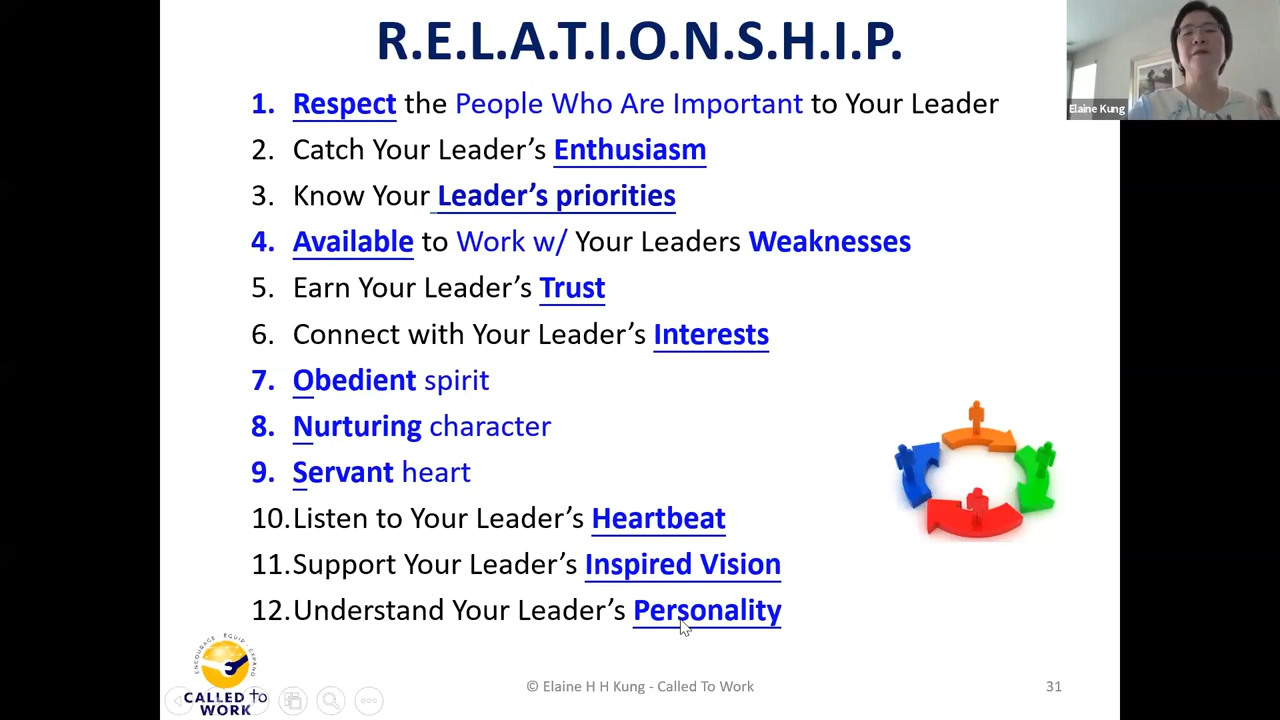 R.E.L.A.T.I.O.N.S.H.I.P.
1. Respect the People Who Are Important to Your Leader
2. Catch Your Leader’s Enthusiasm
3. Know Your Leader’s priorities
4. Available to Work w/ Your Leaders Weaknesses
5. Earn Your Leader’s Trust
6. Connect with Your Leader’s Interests
7. Obedient spirit
8. Nurturing character
9. Servant heart
10. Listen to Your Leader’s Heartbeat
11. Support Your Leader’s Inspired Vision
12. Understand Your Leader’s Personality
Elaine Kung
ENCOURAGE EQUIP EXPAND
CALLED TO
WORK
© Elaine H H Kung - Called To Work
31